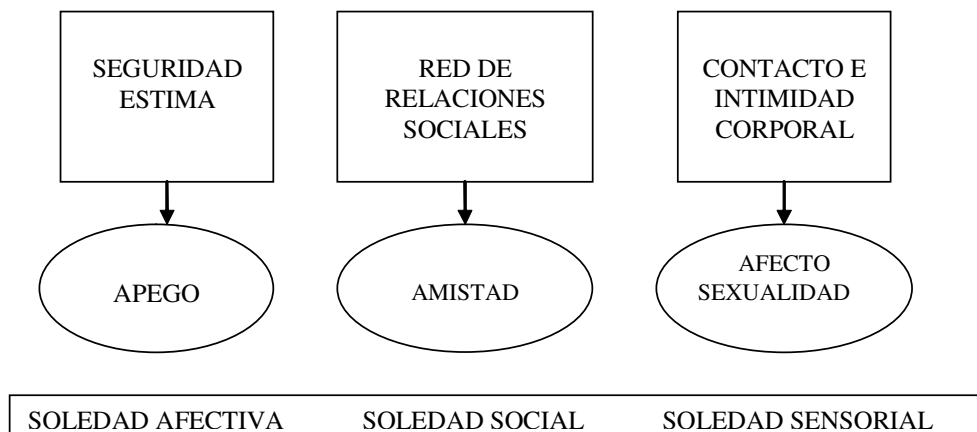 SEGURIDAD
ESTIMA
RED DE
RELACIONES
SOCIALES
CONTACTO E
INTIMIDAD
CORPORAL
APEGO
AMISTAD
AFECTO
SEXUALIDAD
SOLEDAD AFECTIVA
SOLEDAD SOCIAL
SOLEDAD SENSORIAL